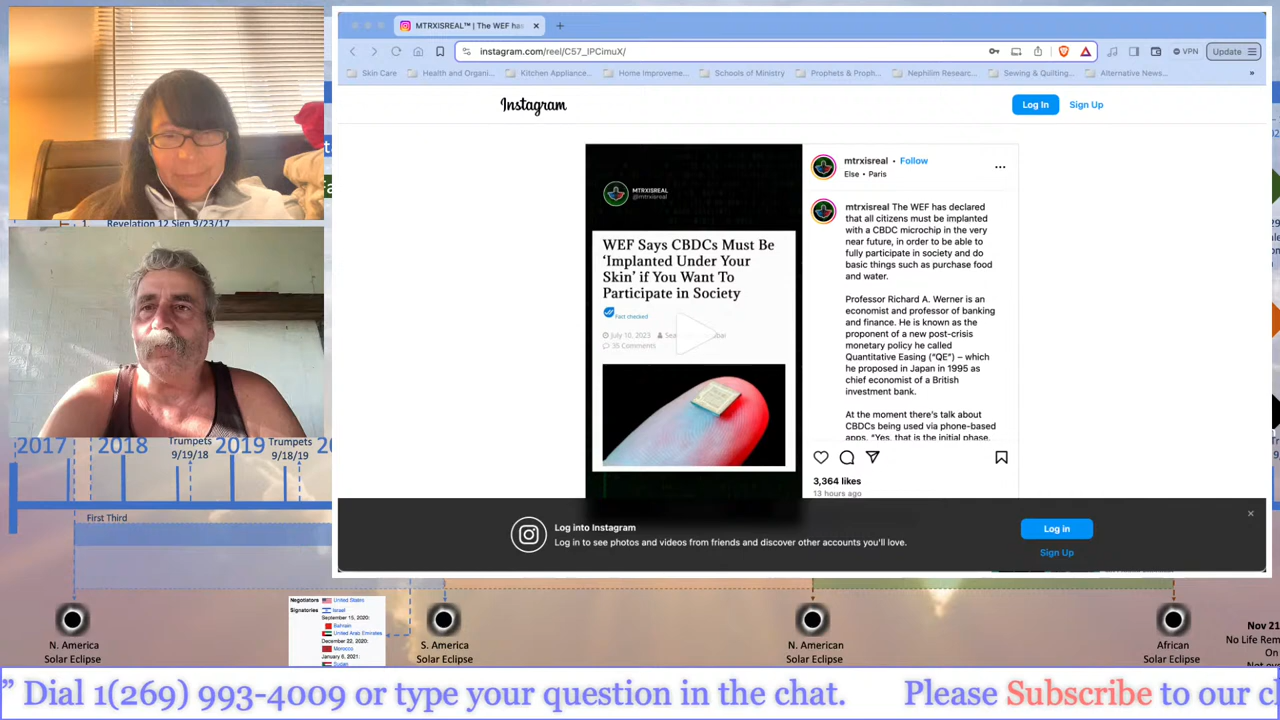 MTRXISREAL™ | The WEF has
instagram.com/reel/C57_IPCimuX/
VPN
Update
Skin Care
Health and Organi...
Kitchen Appliance...
Home Improveme...
Schools of Ministry
Prophets & Proph...
Nephilim Researc...
Sewing & Quilting...
Alternative News...
»
Instagram
Log In
Sign Up
MTRXISREAL
@mtrxisreal
WEF Says CBDCs Must Be
‘Implanted Under Your
Skin’ if You Want To
Participate in Society
Fact checked
July 10, 2023
35 Comments
mtrxisreal • Follow
Else • Paris
mtrxisreal The WEF has declared
that all citizens must be implanted
with a CBDC microchip in the very
near future, in order to be able to
fully participate in society and do
basic things such as purchase food
and water.
Professor Richard A. Werner is an
economist and professor of banking
and finance. He is known as the
proponent of a new post-crisis
monetary policy he called
Quantitative Easing (“QE”) – which
he proposed in Japan in 1995 as
chief economist of a British
investment bank.
At the moment there's talk about
CBDCs being used via phone-based
apps. “Yes, that is the initial phase,
3,364 likes
13 hours ago
Log into Instagram
Log in to see photos and videos from friends and discover other accounts you'll love.
Log in
Sign Up
1 Revelation 12 Sign 9/23/17
2017
2018
Trumpets
9/19/18
2019
Trumpets
9/18/19
First Third
Negotiators United States
Signatories Israel
September 15, 2020:
Bahrain
United Arab Emirates
December 22, 2020:
Morocco
January 6, 2021:
Sudan
N. America
Solar Eclipse
S. America
Solar Eclipse
N. American
Solar Eclipse
African
Solar Eclipse
Nov 21
No Life Rem
On
” Dial 1(269) 993-4009 or type your question in the chat.
Please Subscribe to our